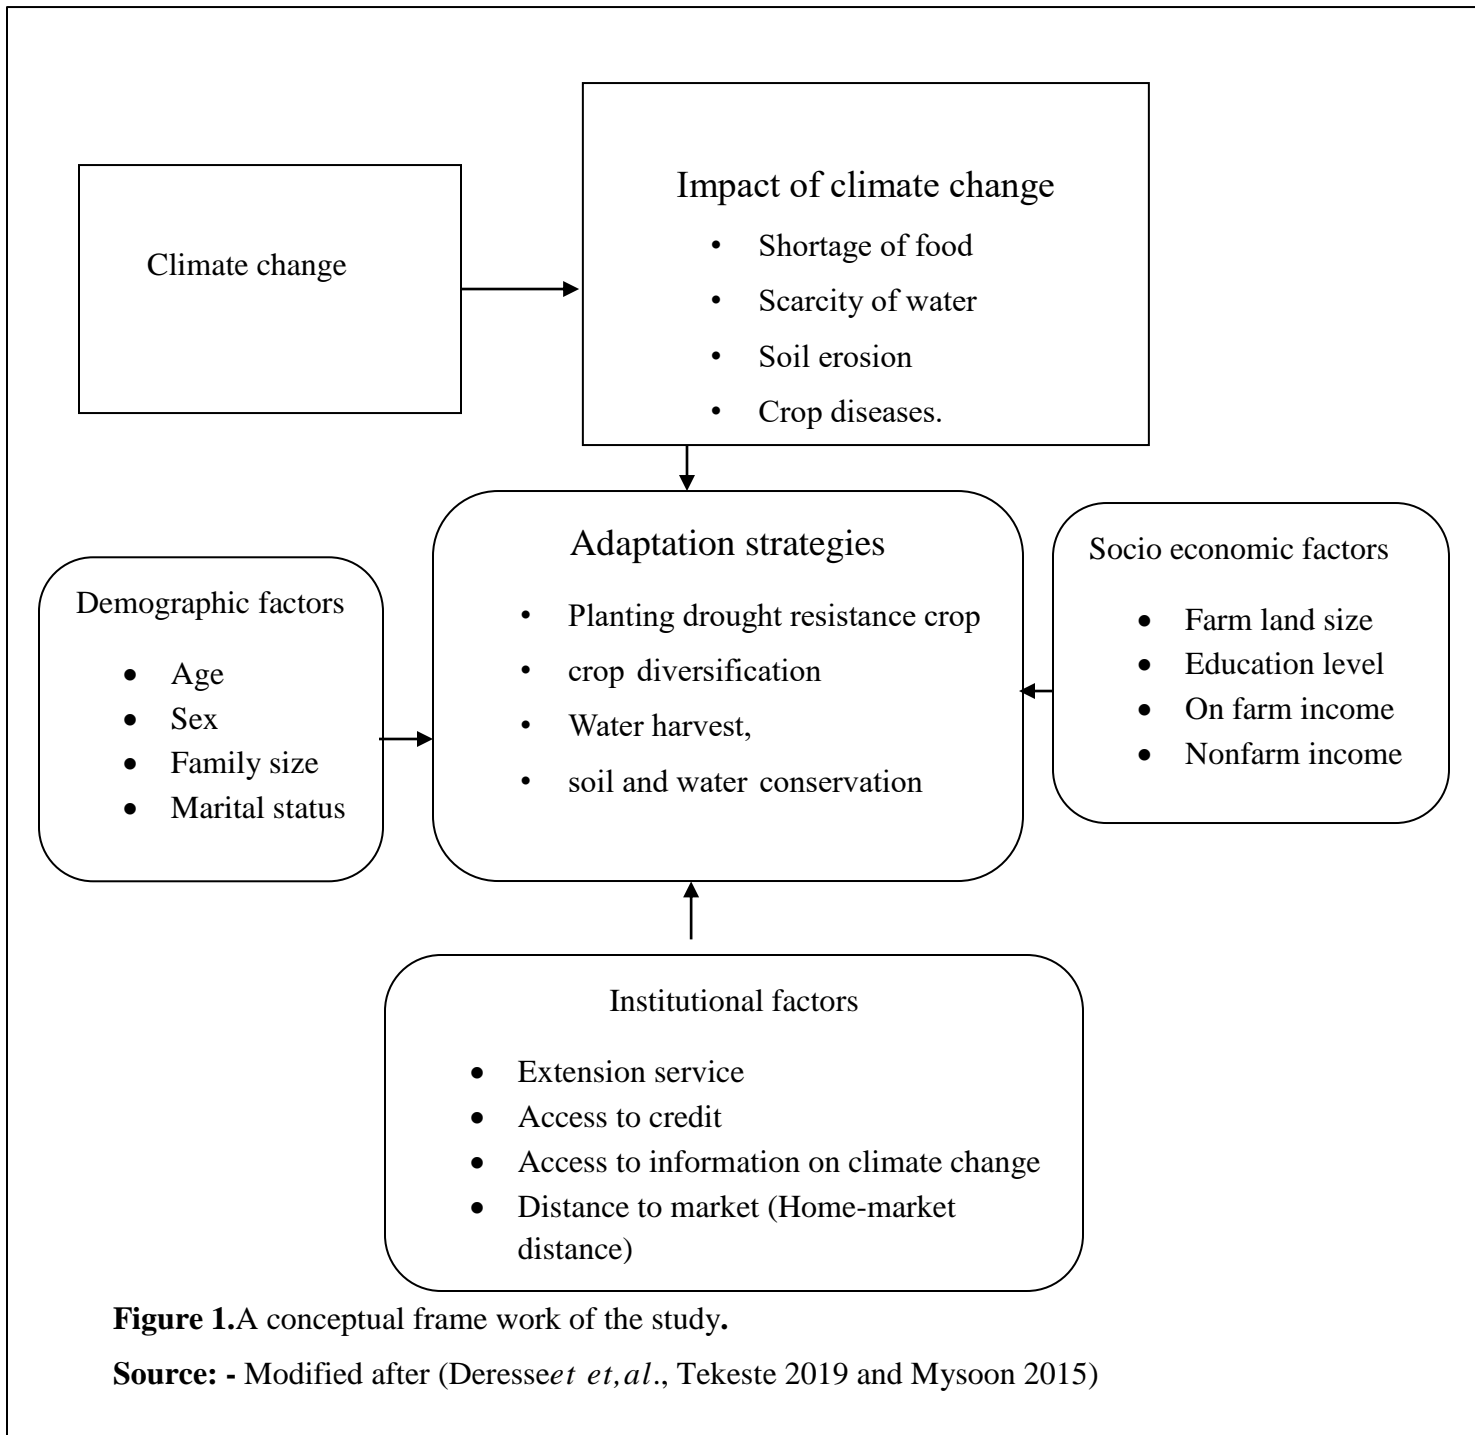 Climate change
Impact of climate change
• Shortage of food
• Scarcity of water
• Soil erosion
• Crop diseases.
Adaptation strategies
• Planting drought resistance crop
• crop diversification
• Water harvest,
• soil and water conservation
Demographic factors
• Age
• Sex
• Family size
• Marital status
Socio economic factors
• Farm land size
• Education level
• On farm income
• Nonfarm income
Institutional factors
• Extension service
• Access to credit
• Access to information on climate change
• Distance to market (Home-market
distance)
Figure 1.A conceptual frame work of the study.
Source: - Modified after (Deresseet et,al., Tekeste 2019 and Mysoon 2015)